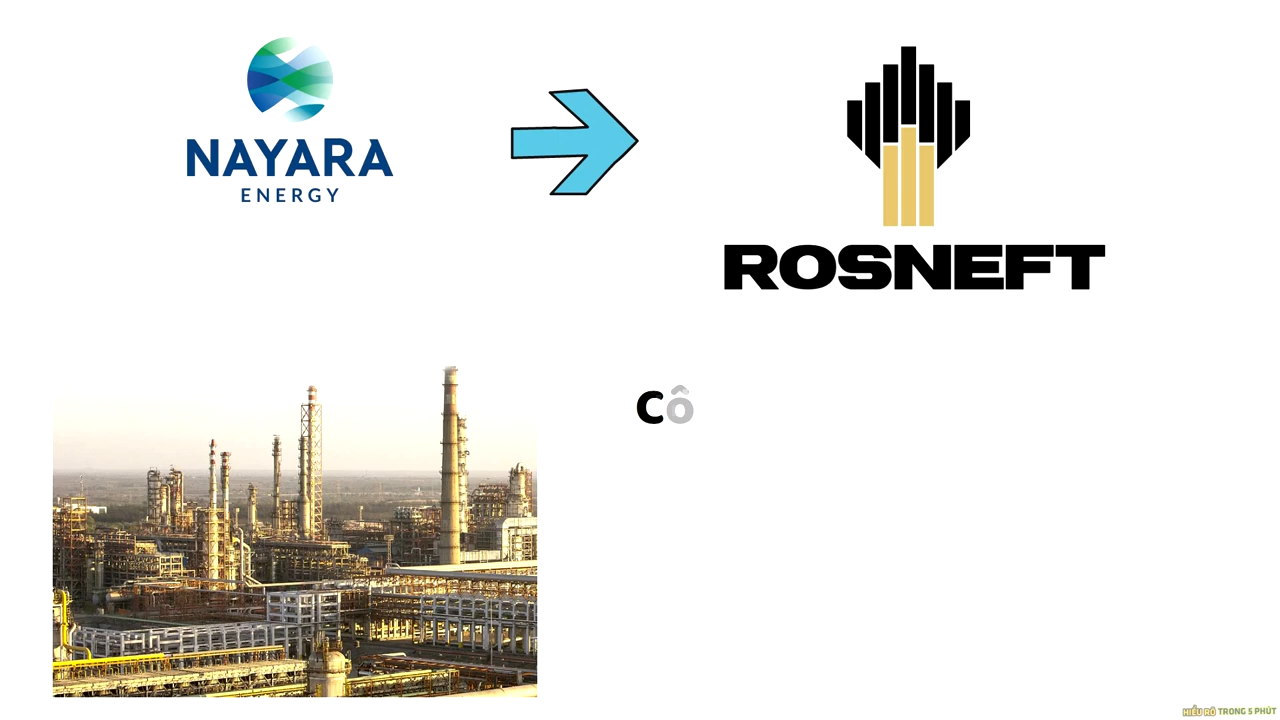 NAYARA
ENERGY
ROSNEFT
Cô
HIỂU RÕ TRONG 5 PHÚT